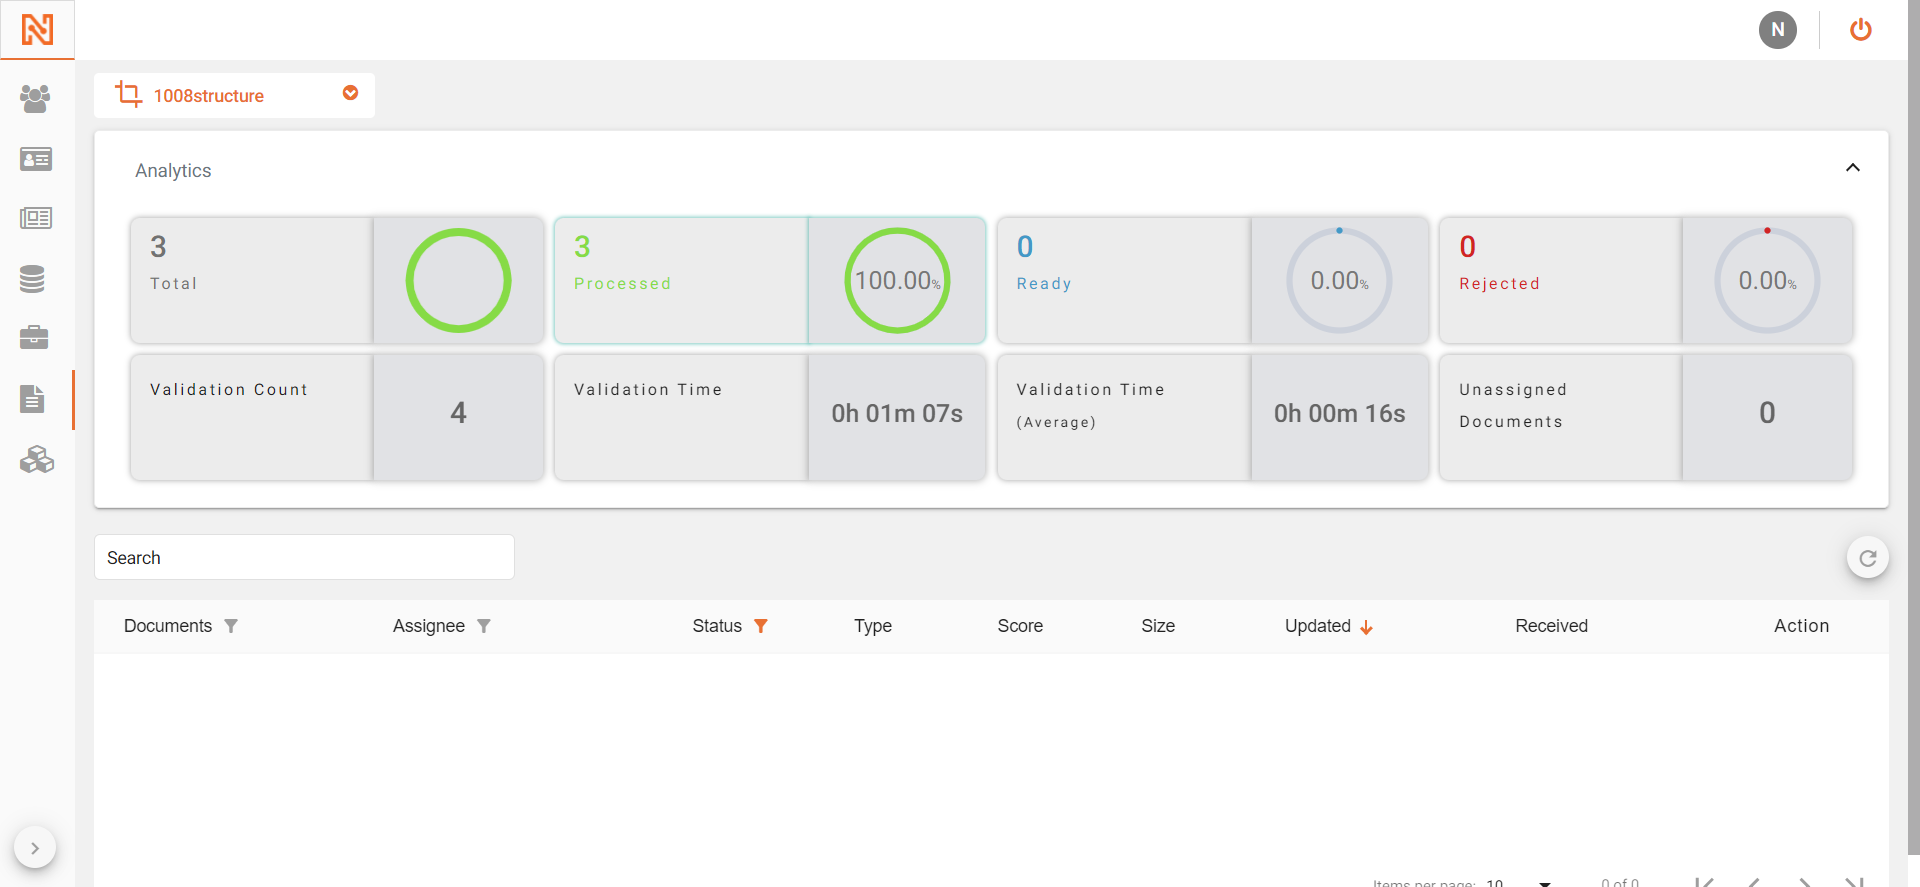 N
1008structure
Analytics
3
Total
3
Processed
100.00%
0
Ready
0.00%
0
Rejected
0.00%
Validation Count
4
Validation Time
0h 01m 07s
Validation Time
(Average)
0h 00m 16s
Unassigned
Documents
0
Search
Documents Assignee Status Type Score Size Updated Received Action
Items per page: 10 0 of 0